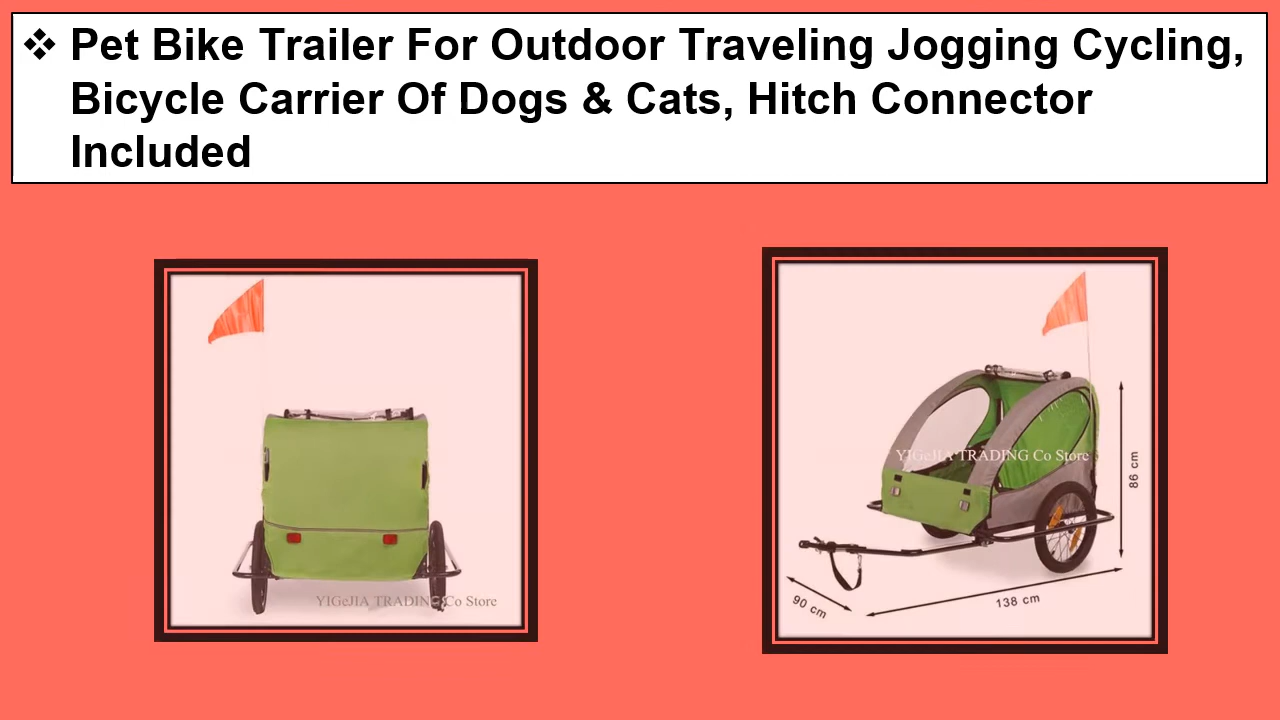 ❖ Pet Bike Trailer For Outdoor Traveling Jogging Cycling,
Bicycle Carrier Of Dogs & Cats, Hitch Connector
Included
YIGeJIA TRADING Co Store
YIGeJIA TRADING Co Store
86 cm
90 cm
138 cm